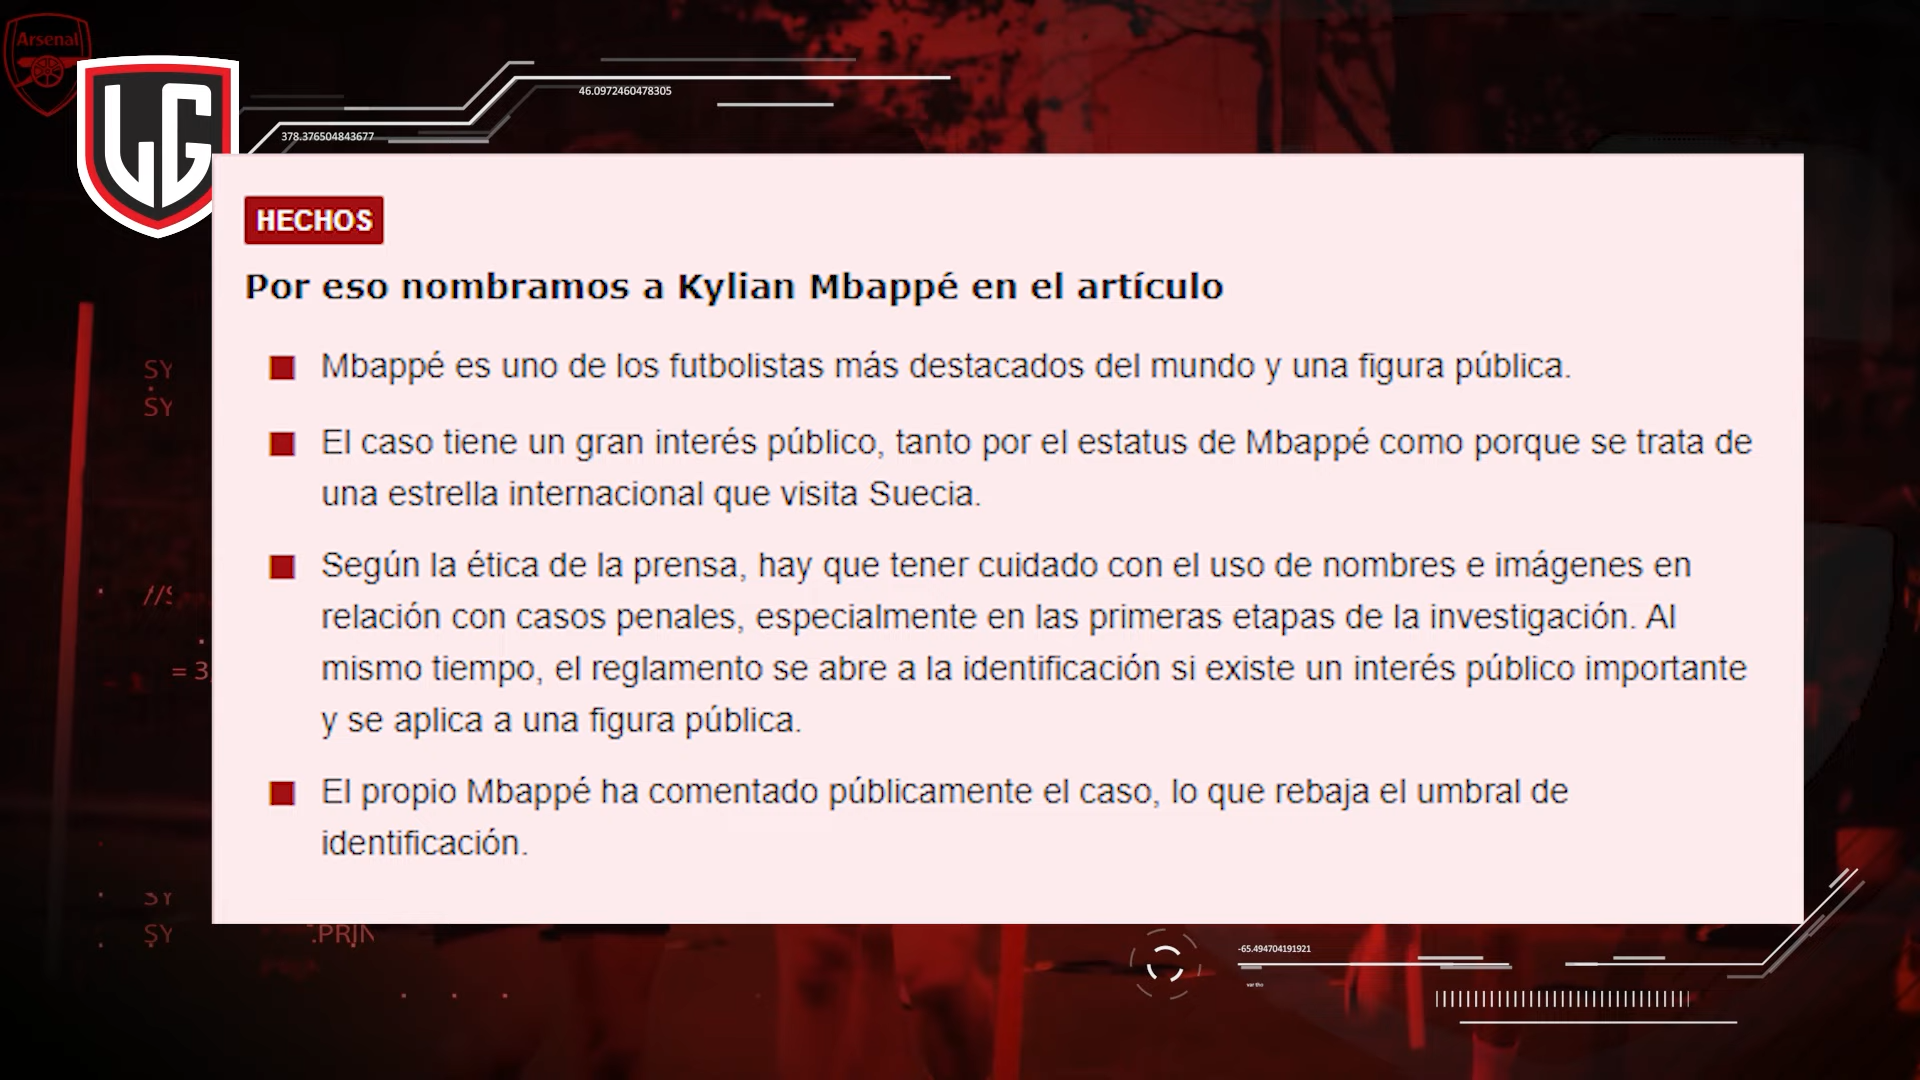 Arsenal
46.0972460478305
378.376504843677
LG
HECHOS
Por eso nombramos a Kylian Mbappé en el artículo
Mbappé es uno de los futbolistas más destacados del mundo y una figura pública.
El caso tiene un gran interés público, tanto por el estatus de Mbappé como porque se trata de
una estrella internacional que visita Suecia.
Según la ética de la prensa, hay que tener cuidado con el uso de nombres e imágenes en
relación con casos penales, especialmente en las primeras etapas de la investigación. Al
mismo tiempo, el reglamento se abre a la identificación si existe un interés público importante
y se aplica a una figura pública.
El propio Mbappé ha comentado públicamente el caso, lo que rebaja el umbral de
identificación.
SY
SY
//S
= 3
SY
SY
.PRIN
-65.494704191921